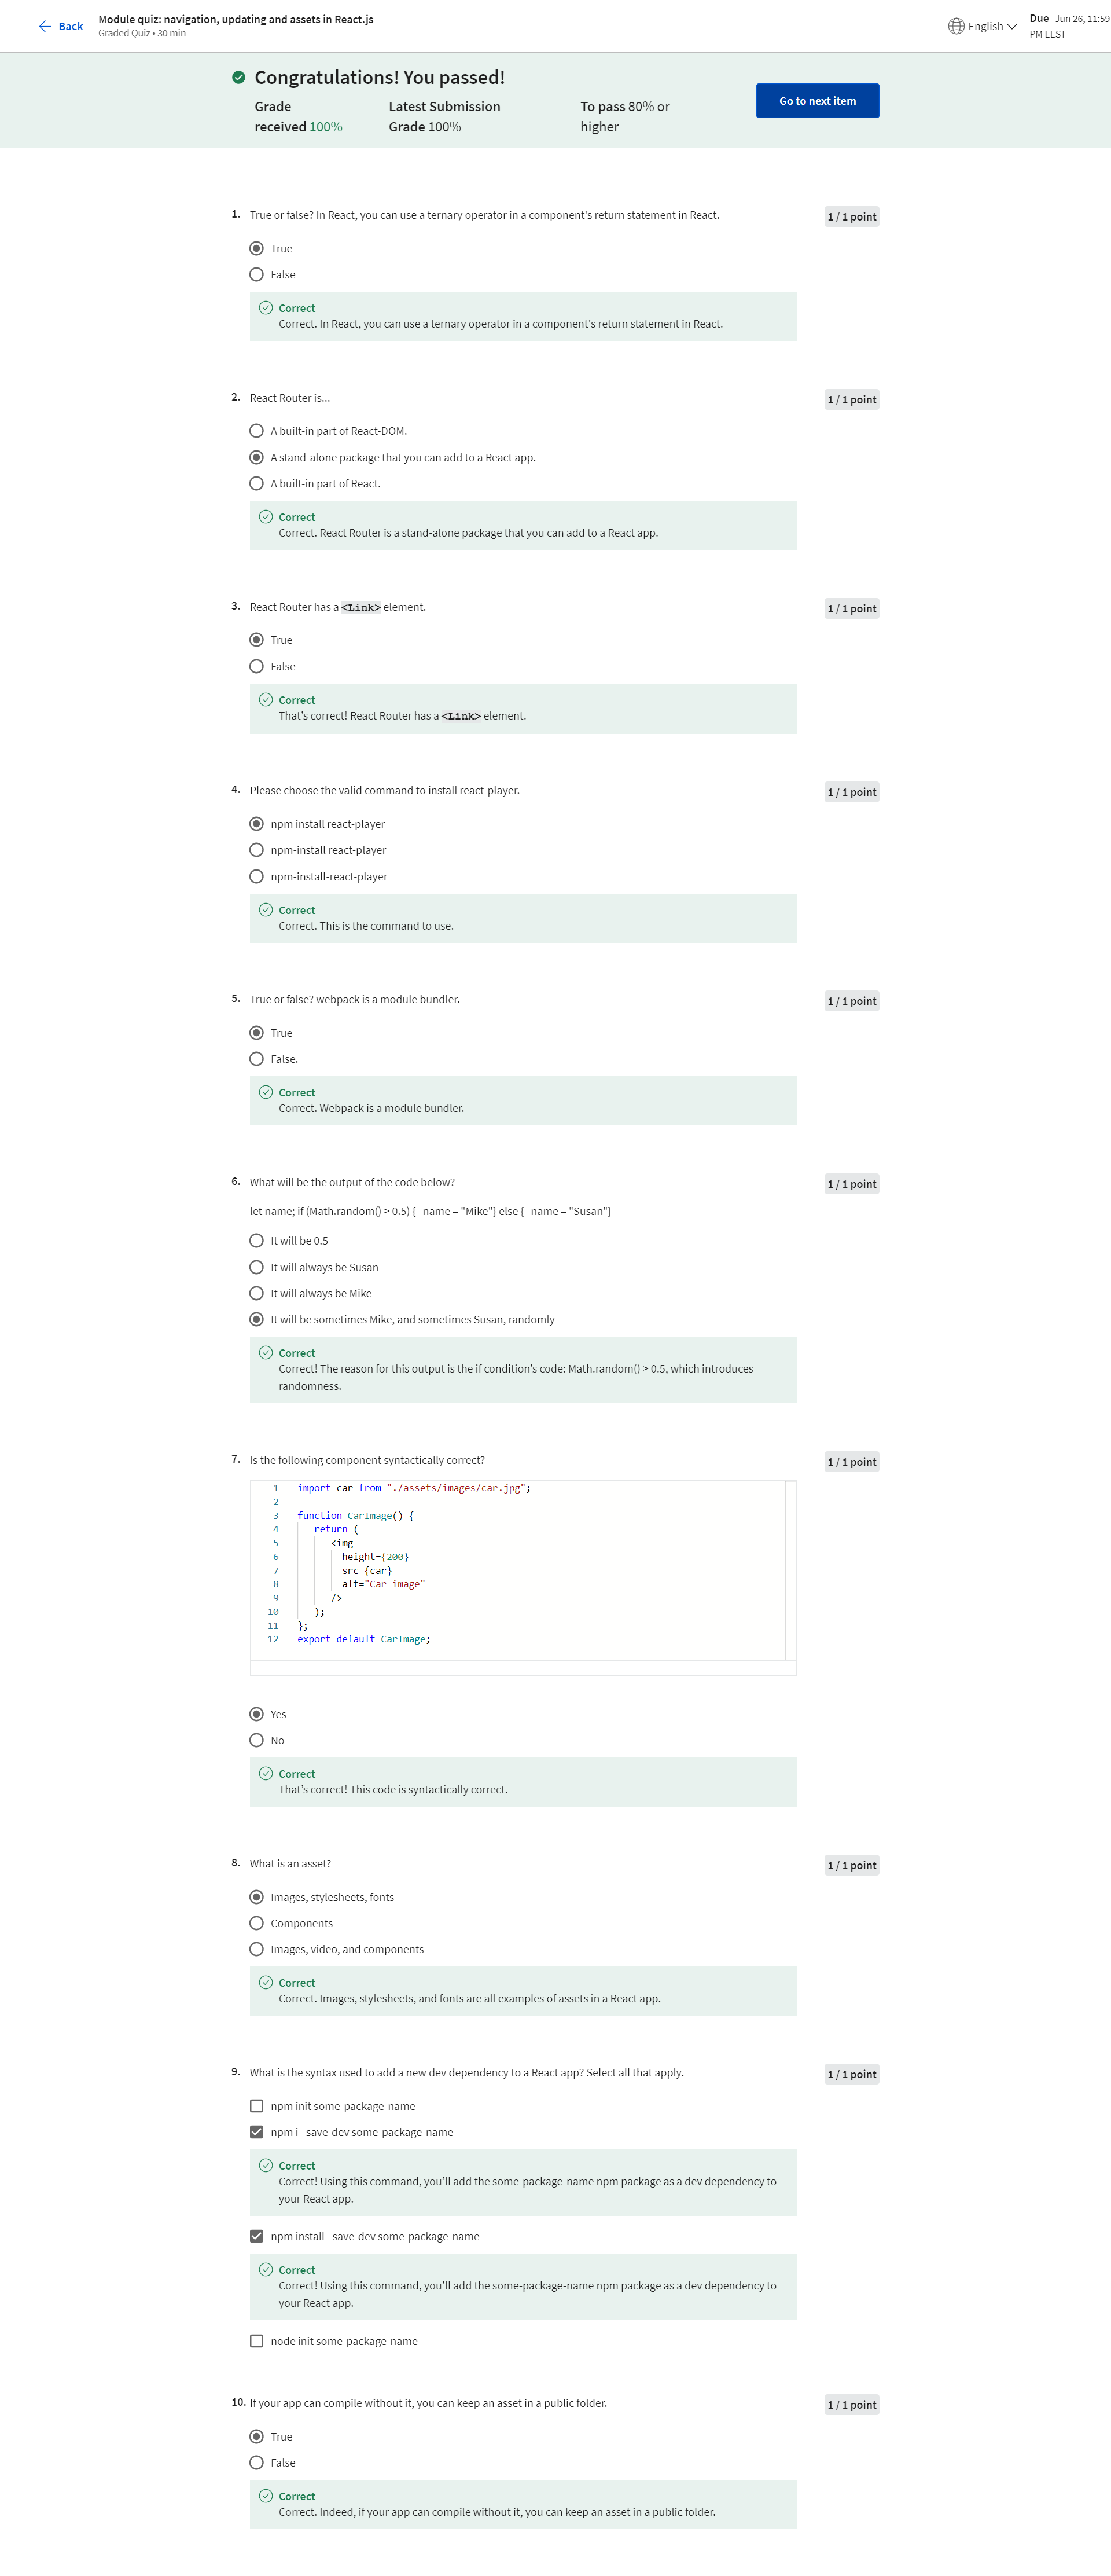 Back
Module quiz: navigation, updating and assets in React.js
Graded Quiz • 30 min
English
Due Jun 26, 11:59
PM EEST
Congratulations! You passed!
Grade
received 100%
Latest Submission
Grade 100%
To pass 80% or
higher
Go to next item
1. True or false? In React, you can use a ternary operator in a component's return statement in React.
1 / 1 point
True
False
Correct
Correct. In React, you can use a ternary operator in a component's return statement in React.
2. React Router is...
1 / 1 point
A built-in part of React-DOM.
A stand-alone package that you can add to a React app.
A built-in part of React.
Correct
Correct. React Router is a stand-alone package that you can add to a React app.
3. React Router has a <Link> element.
1 / 1 point
True
False
Correct
That's correct! React Router has a <Link> element.
4. Please choose the valid command to install react-player.
1 / 1 point
npm install react-player
npm-install react-player
npm-install-react-player
Correct
Correct. This is the command to use.
5. True or false? webpack is a module bundler.
1 / 1 point
True
False.
Correct
Correct. Webpack is a module bundler.
6. What will be the output of the code below?
1 / 1 point
let name; if (Math.random() > 0.5) {   name = "Mike"} else {   name = "Susan"}
It will be 0.5
It will always be Susan
It will always be Mike
It will be sometimes Mike, and sometimes Susan, randomly
Correct
Correct! The reason for this output is the if condition's code: Math.random() > 0.5, which introduces
randomness.
7. Is the following component syntactically correct?
1 / 1 point
1 import car from "./assets/images/car.jpg";
2
3 function CarImage() {
4 return (
5 <img
6 height={200}
7 src={car}
8 alt="Car image"
9 />
10 );
11 };
12 export default CarImage;
Yes
No
Correct
That's correct! This code is syntactically correct.
8. What is an asset?
1 / 1 point
Images, stylesheets, fonts
Components
Images, video, and components
Correct
Correct. Images, stylesheets, and fonts are all examples of assets in a React app.
9. What is the syntax used to add a new dev dependency to a React app? Select all that apply.
1 / 1 point
npm init some-package-name
npm i –save-dev some-package-name
Correct
Correct! Using this command, you'll add the some-package-name npm package as a dev dependency to
your React app.
npm install –save-dev some-package-name
Correct
Correct! Using this command, you'll add the some-package-name npm package as a dev dependency to
your React app.
node init some-package-name
10. If your app can compile without it, you can keep an asset in a public folder.
1 / 1 point
True
False
Correct
Correct. Indeed, if your app can compile without it, you can keep an asset in a public folder.